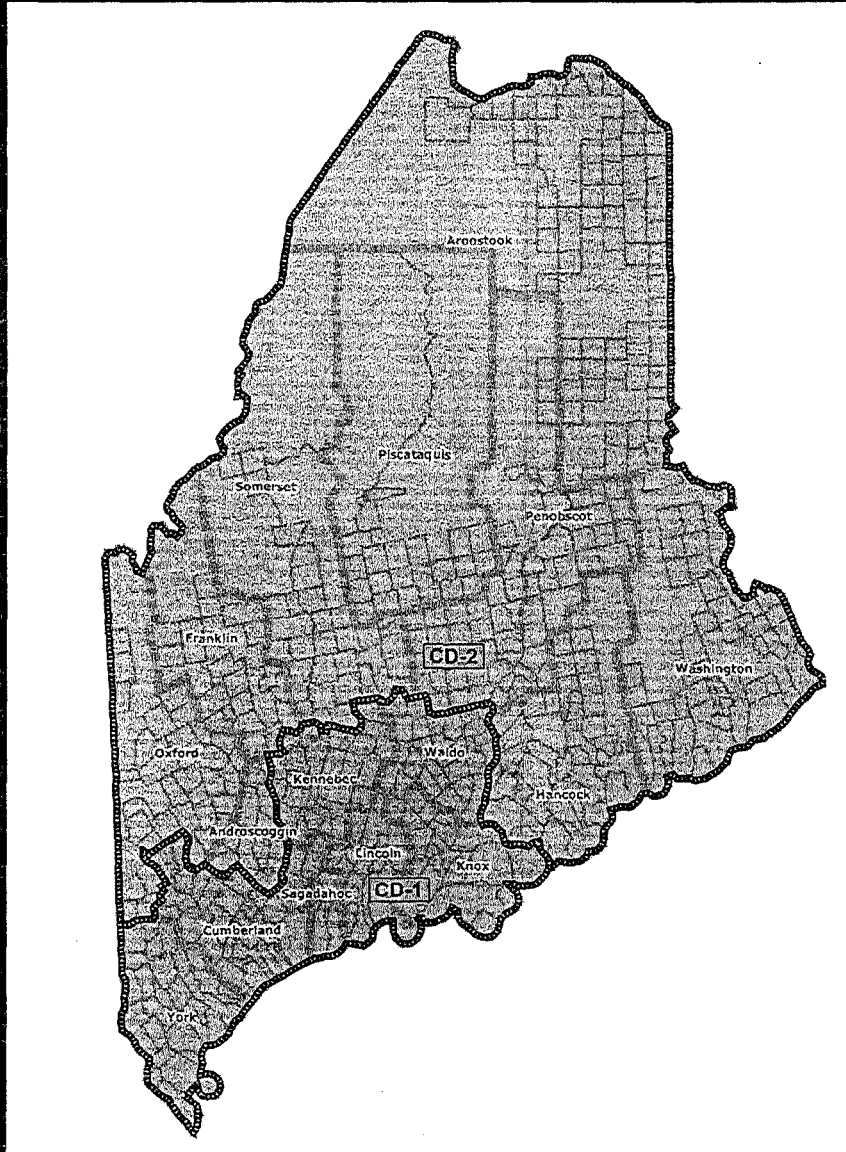 Aroostook
Piscataquis
Somerset
Penobscot
Franklin
CD-2
Washington
Oxford
Waldo
Kennebec
Hancock
Androscoggin
Lincoln
Knox
Sagadahoc
CD-1
Cumberland
York